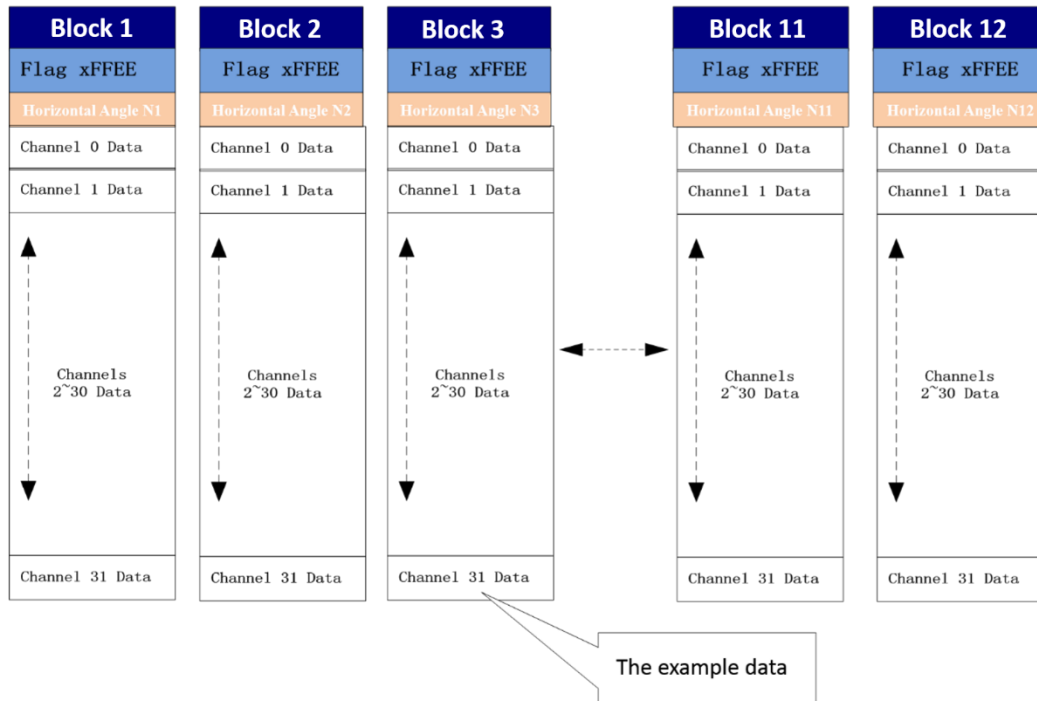 Block 1
Flag xFFEE
Horizontal Angle N1
Channel 0 Data
Channel 1 Data
Channels
2~30 Data
Channel 31 Data
Block 2
Flag xFFEE
Horizontal Angle N2
Channel 0 Data
Channel 1 Data
Channels
2~30 Data
Channel 31 Data
Block 3
Flag xFFEE
Horizontal Angle N3
Channel 0 Data
Channel 1 Data
Channels
2~30 Data
Channel 31 Data
Block 11
Flag xFFEE
Horizontal Angle N11
Channel 0 Data
Channel 1 Data
Channels
2~30 Data
Channel 31 Data
Block 12
Flag xFFEE
Horizontal Angle N12
Channel 0 Data
Channel 1 Data
Channels
2~30 Data
Channel 31 Data
The example data